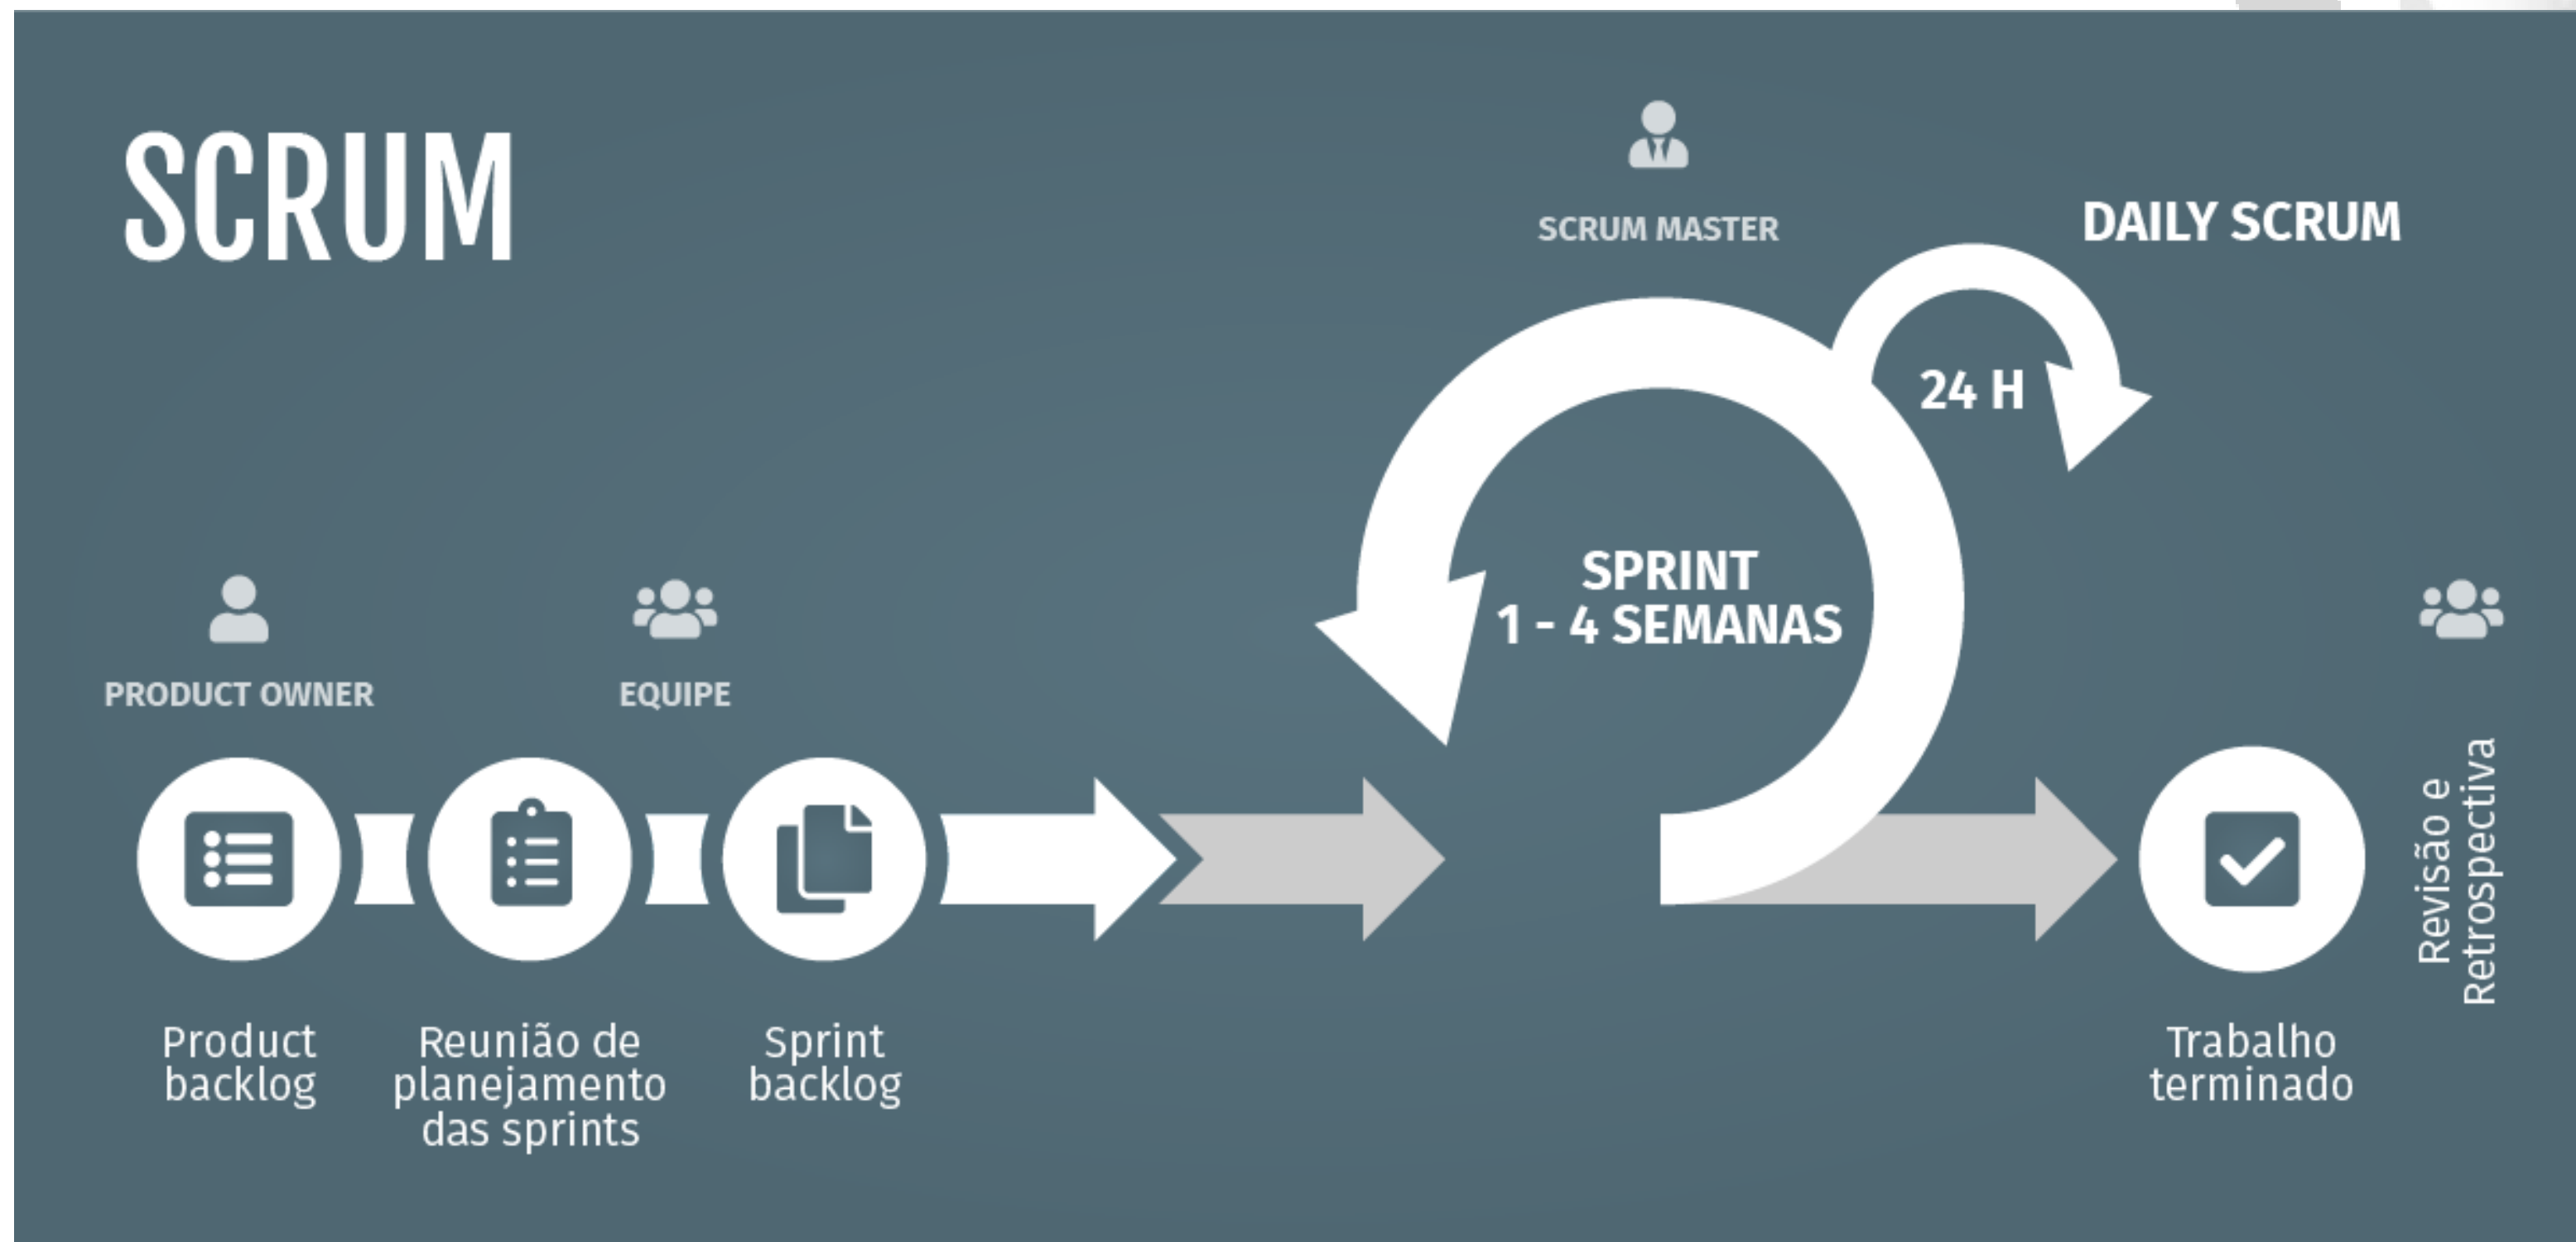 SCRUM
SCRUM MASTER
DAILY SCRUM
24 H
SPRINT
1 - 4 SEMANAS
PRODUCT OWNER
EQUIPE
Product
backlog
Reunião de
planejamento
das sprints
Sprint
backlog
Trabalho
terminado
Revisão e
Retrospectiva